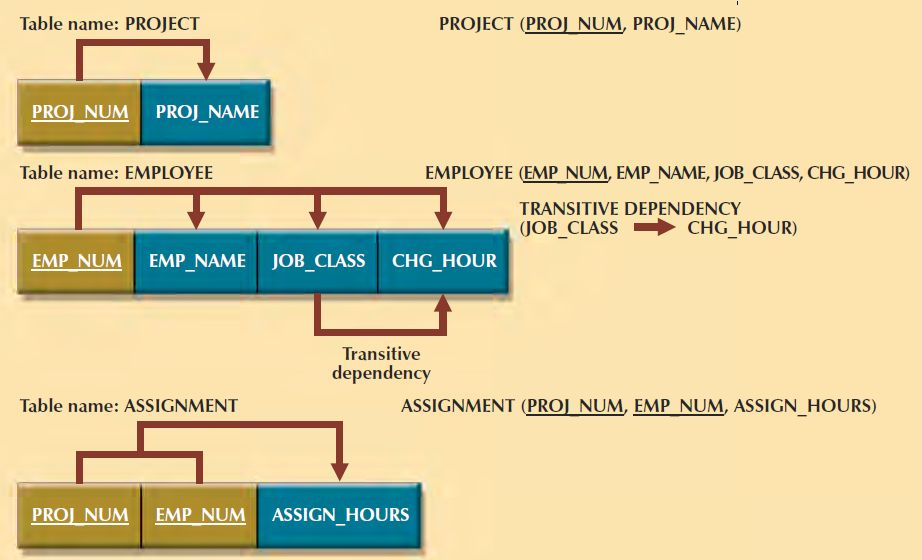 Table name: PROJECT
PROJECT (PROJ_NUM, PROJ_NAME)
PROJ_NUM
PROJ_NAME
Table name: EMPLOYEE
EMPLOYEE (EMP_NUM, EMP_NAME, JOB_CLASS, CHG_HOUR)
TRANSITIVE DEPENDENCY
(JOB_CLASS CHG_HOUR)
EMP_NUM
EMP_NAME
JOB_CLASS
CHG_HOUR
Transitive
dependency
Table name: ASSIGNMENT
ASSIGNMENT (PROJ_NUM, EMP_NUM, ASSIGN_HOURS)
PROJ_NUM
EMP_NUM
ASSIGN_HOURS